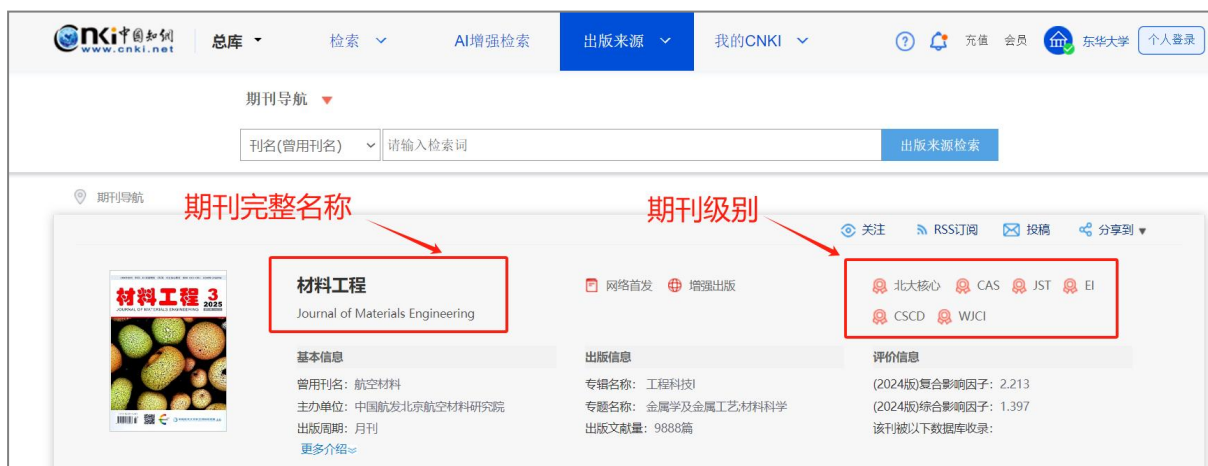 CNKI中国知网
www.cnki.net
总库
检索
AI增强检索
出版来源
我的CNKI
?
充值
会员
东华大学
个人登录
期刊导航
刊名(曾用刊名)
请输入检索词
出版来源检索
期刊导航
期刊完整名称
期刊级别
关注
RSS订阅
投稿
分享到
材料工程 3
2025
JOURNAL OF MATERIALS ENGINEERING
材料工程
Journal of Materials Engineering
网络首发
增强出版
北大核心 CAS JST EI
CSCD WJCI
基本信息
曾用刊名：航空材料
主办单位：中国航发北京航空材料研究院
出版周期：月刊
更多介绍
出版信息
专辑名称：工程科技I
专题名称：金属学及金属工艺;材料科学
出版文献量：9888篇
评价信息
(2024版)复合影响因子：2.213
(2024版)综合影响因子：1.397
该刊被以下数据库收录：